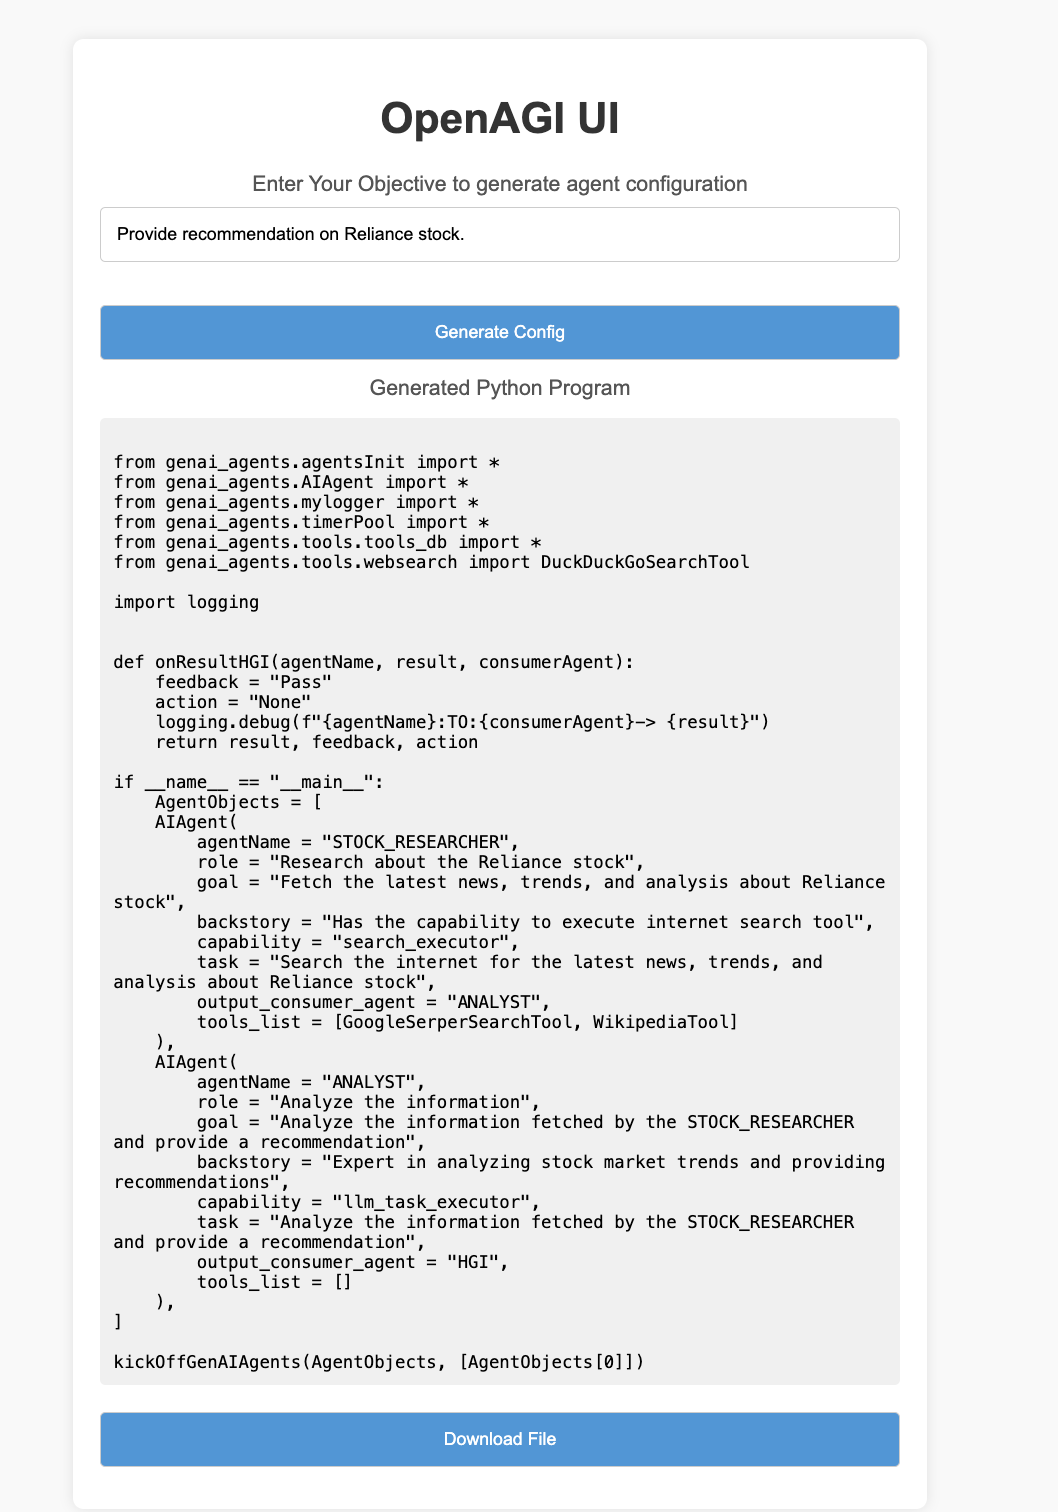 OpenAGI UI
Enter Your Objective to generate agent configuration
Provide recommendation on Reliance stock.
Generate Config
Generated Python Program
from genai_agents.agentsInit import *
from genai_agents.AIAgent import *
from genai_agents.mylogger import *
from genai_agents.timerPool import *
from genai_agents.tools.tools_db import *
from genai_agents.tools.websearch import DuckDuckGoSearchTool
import logging
def onResultHGI(agentName, result, consumerAgent):
    feedback = "Pass"
    action = "None"
    logging.debug(f"{agentName}:TO:{consumerAgent}-> {result}")
    return result, feedback, action
if __name__ == "__main__":
    AgentObjects = [
    AIAgent(
        agentName = "STOCK_RESEARCHER",
        role = "Research about the Reliance stock",
        goal = "Fetch the latest news, trends, and analysis about Reliance
stock",
        backstory = "Has the capability to execute internet search tool",
        capability = "search_executor",
        task = "Search the internet for the latest news, trends, and
analysis about Reliance stock",
        output_consumer_agent = "ANALYST",
        tools_list = [GoogleSerperSearchTool, WikipediaTool]
    ),
    AIAgent(
        agentName = "ANALYST",
        role = "Analyze the information",
        goal = "Analyze the information fetched by the STOCK_RESEARCHER
and provide a recommendation",
        backstory = "Expert in analyzing stock market trends and providing
recommendations",
        capability = "llm_task_executor",
        task = "Analyze the information fetched by the STOCK_RESEARCHER
and provide a recommendation",
        output_consumer_agent = "HGI",
        tools_list = []
    ),
]
kickOffGenAIAgents(AgentObjects, [AgentObjects[0]])
Download File